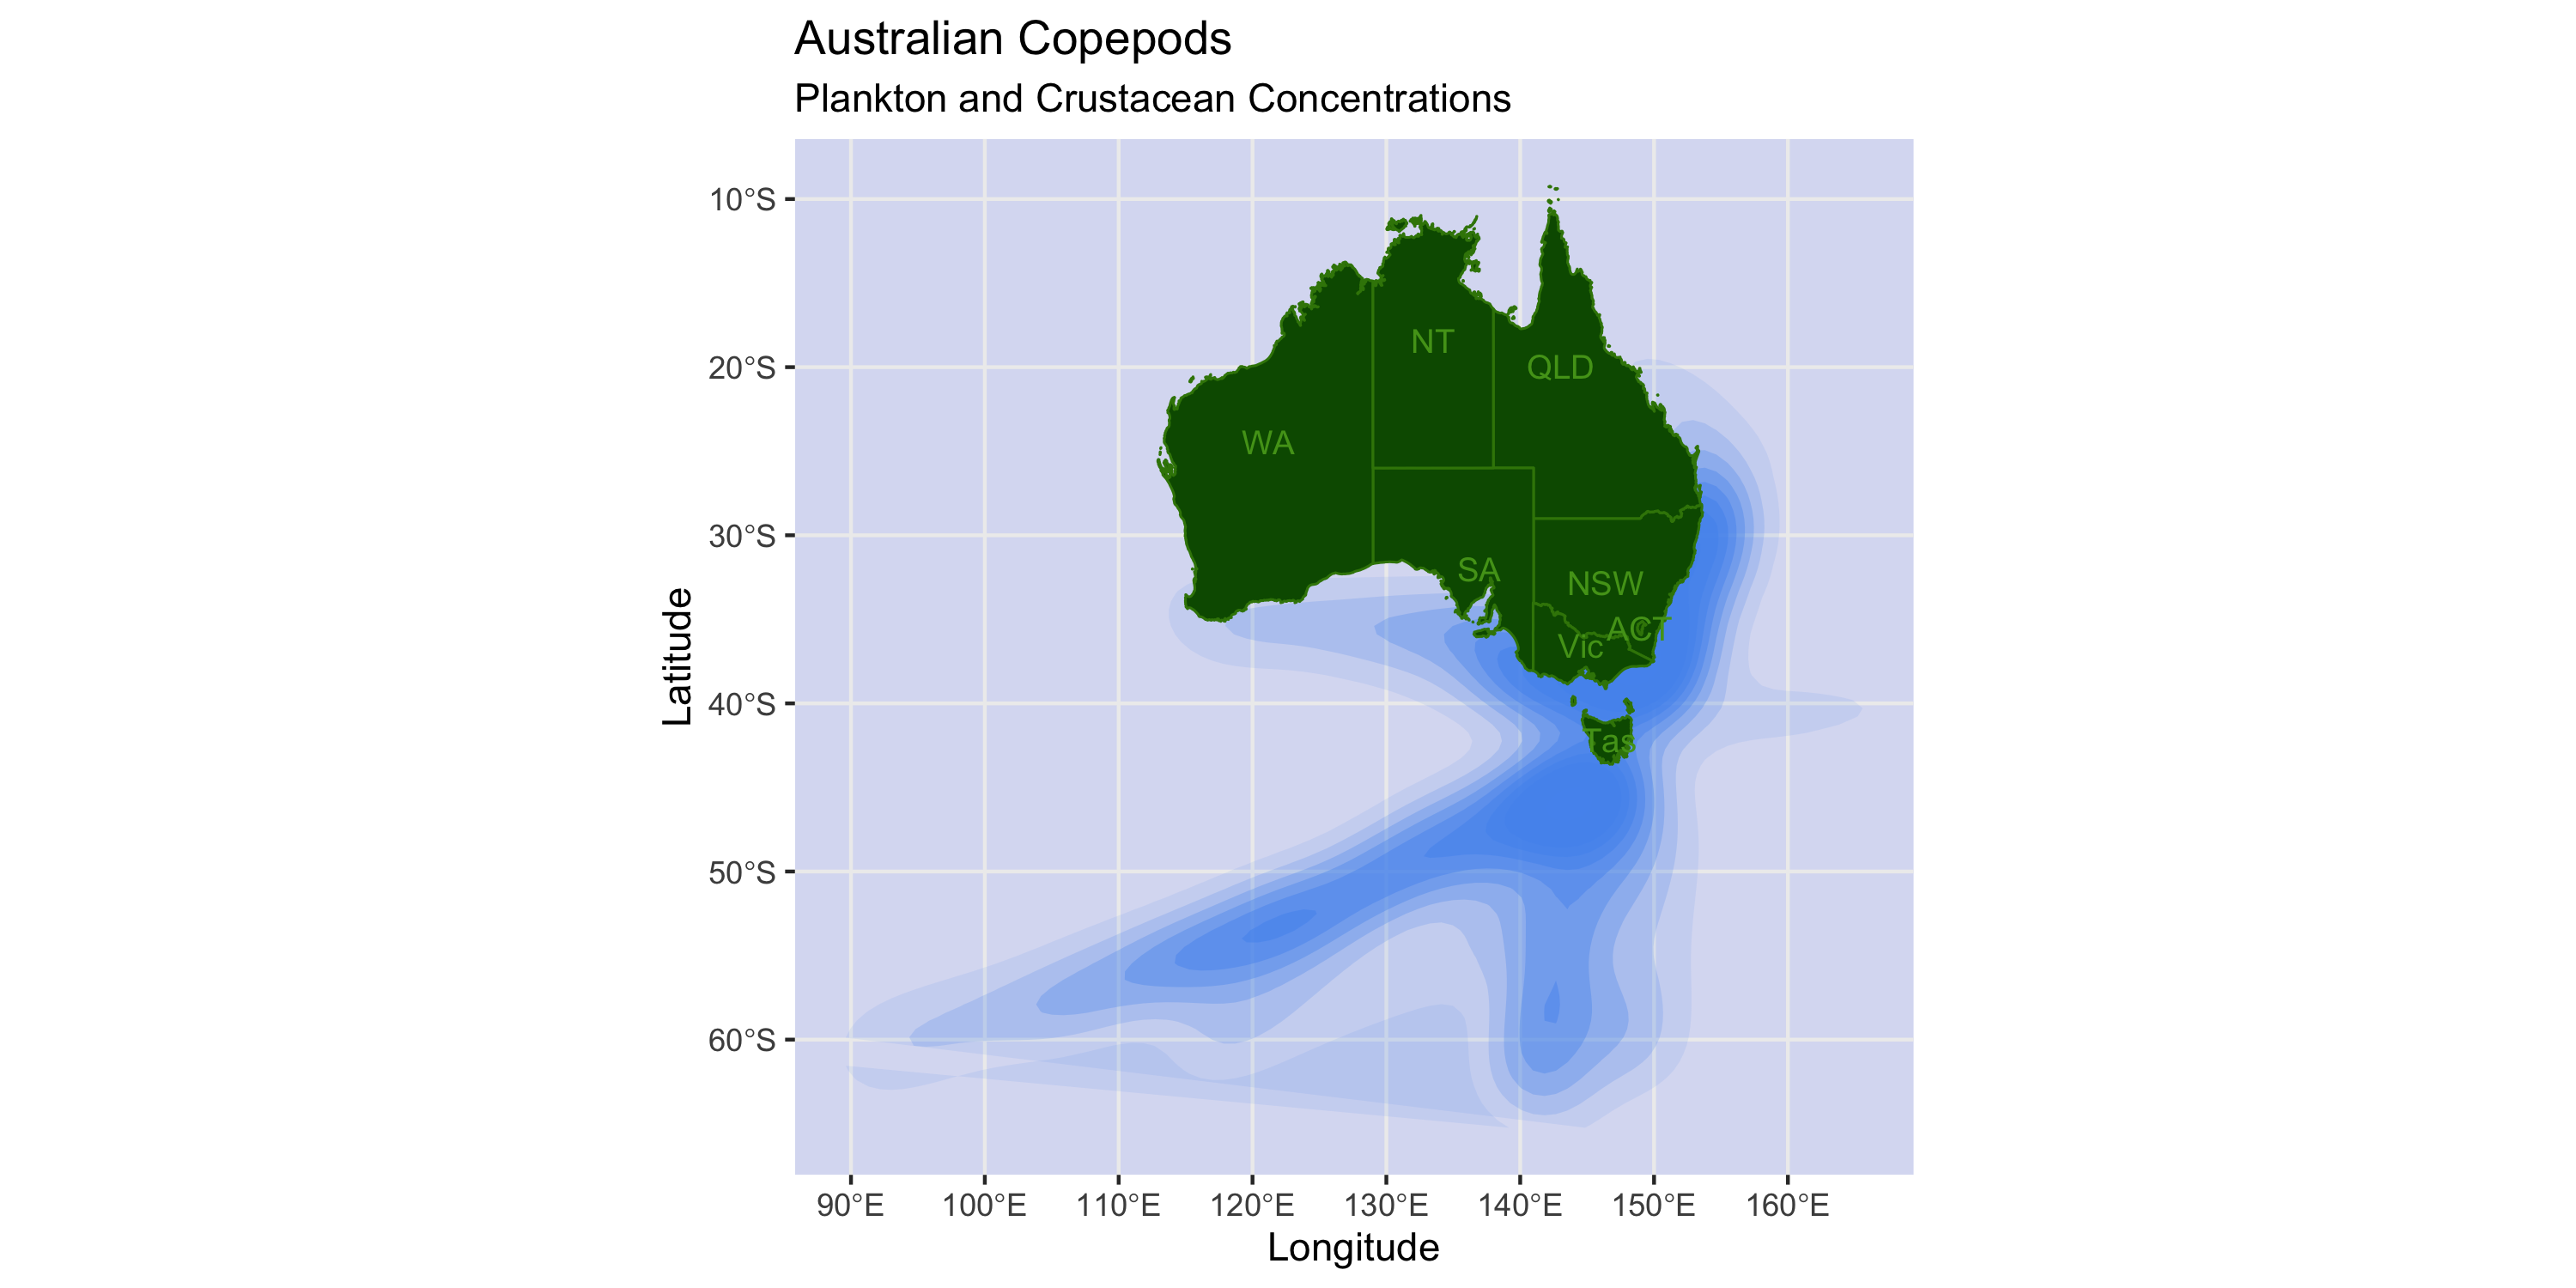 Australian Copepods
Plankton and Crustacean Concentrations
Latitude
10°S
20°S
30°S
40°S
50°S
60°S
NT
QLD
WA
SA
NSW
ACT
Vic
Tas
90°E
100°E
110°E
120°E
130°E
140°E
150°E
160°E
Longitude